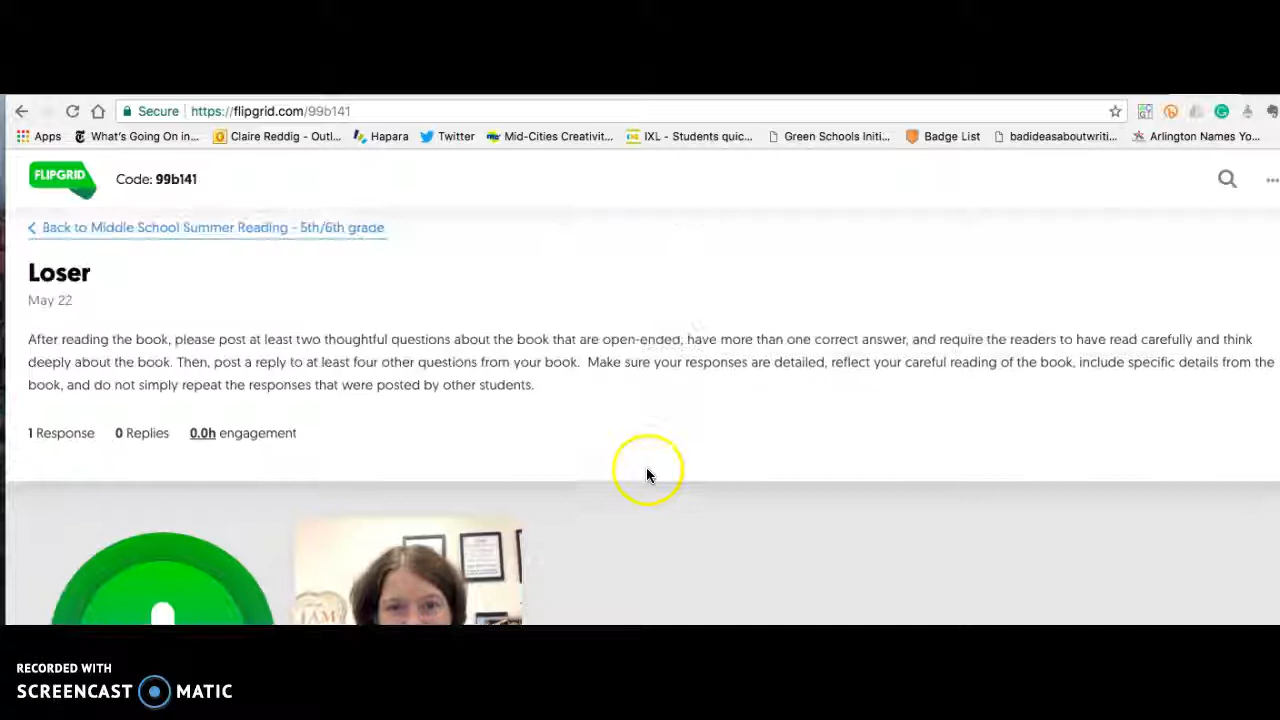 Secure https://flipgrid.com/99b141
Apps What's Going On in... Claire Reddig - Outl... Hapara Twitter Mid-Cities Creativit... IXL - Students quic... Green Schools Initi... Badge List badideasaboutwriti... Arlington Names Yo...
FLIPGRID Code: 99b141
Back to Middle School Summer Reading - 5th/6th grade
Loser
May 22
After reading the book, please post at least two thoughtful questions about the book that are open-ended, have more than one correct answer, and require the readers to have read carefully and think
deeply about the book. Then, post a reply to at least four other questions from your book. Make sure your responses are detailed, reflect your careful reading of the book, include specific details from the
book, and do not simply repeat the responses that were posted by other students.
1 Response 0 Replies 0.0h engagement
I AM
RECORDED WITH
SCREENCAST MATIC